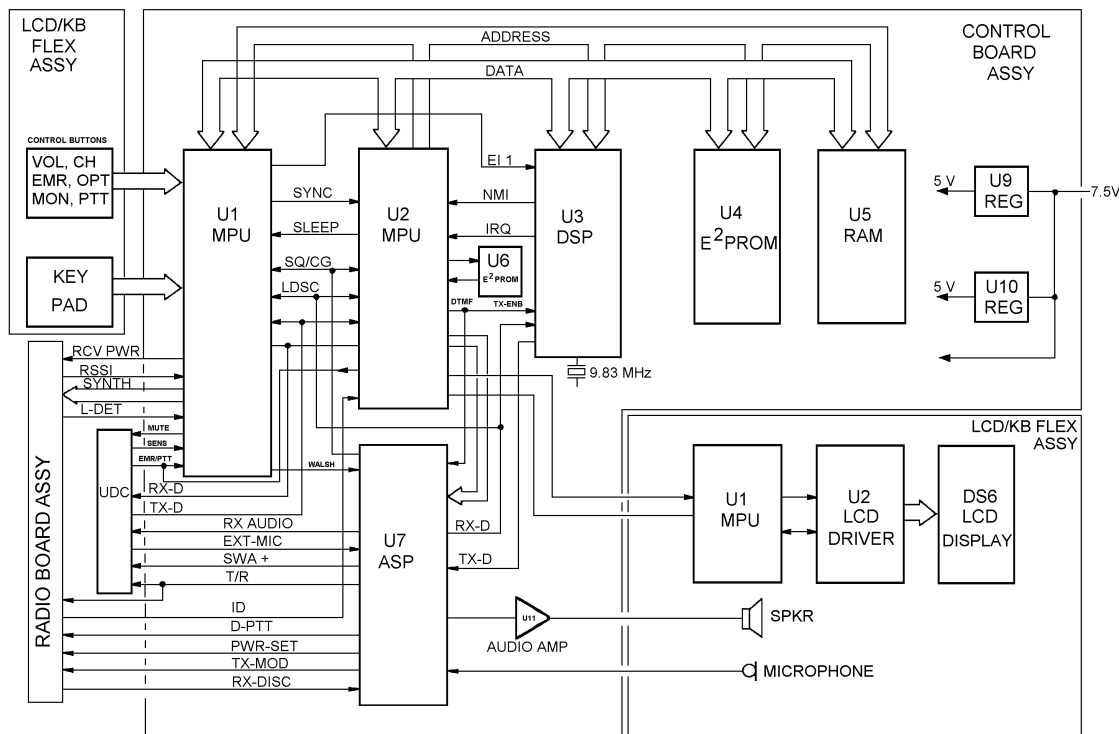 LCD/KB
FLEX
ASSY
CONTROL BUTTONS
VOL, CH
EMR, OPT
MON, PTT
KEY
PAD
ADDRESS
DATA
CONTROL
BOARD
ASSY
U1
MPU
SYNC
SLEEP
SQ/CG
LDSC
U2
MPU
EI 1
NMI
IRQ
U6
E2PROM
DTMF
TX-ENB
U3
DSP
9.83 MHz
U4
E2PROM
U5
RAM
5 V
U9
REG
7.5V
5 V
U10
REG
RADIO BOARD ASSY
RCV PWR
RSSI
SYNTH
L-DET
UDC
MUTE
SENS
EMR/PTT
WALSH
RX-D
TX-D
RX AUDIO
EXT-MIC
SWA +
T/R
ID
D-PTT
PWR-SET
TX-MOD
RX-DISC
U7
ASP
RX-D
TX-D
U11
AUDIO AMP
SPKR
MICROPHONE
LCD/KB FLEX
ASSY
U1
MPU
U2
LCD
DRIVER
DS6
LCD
DISPLAY